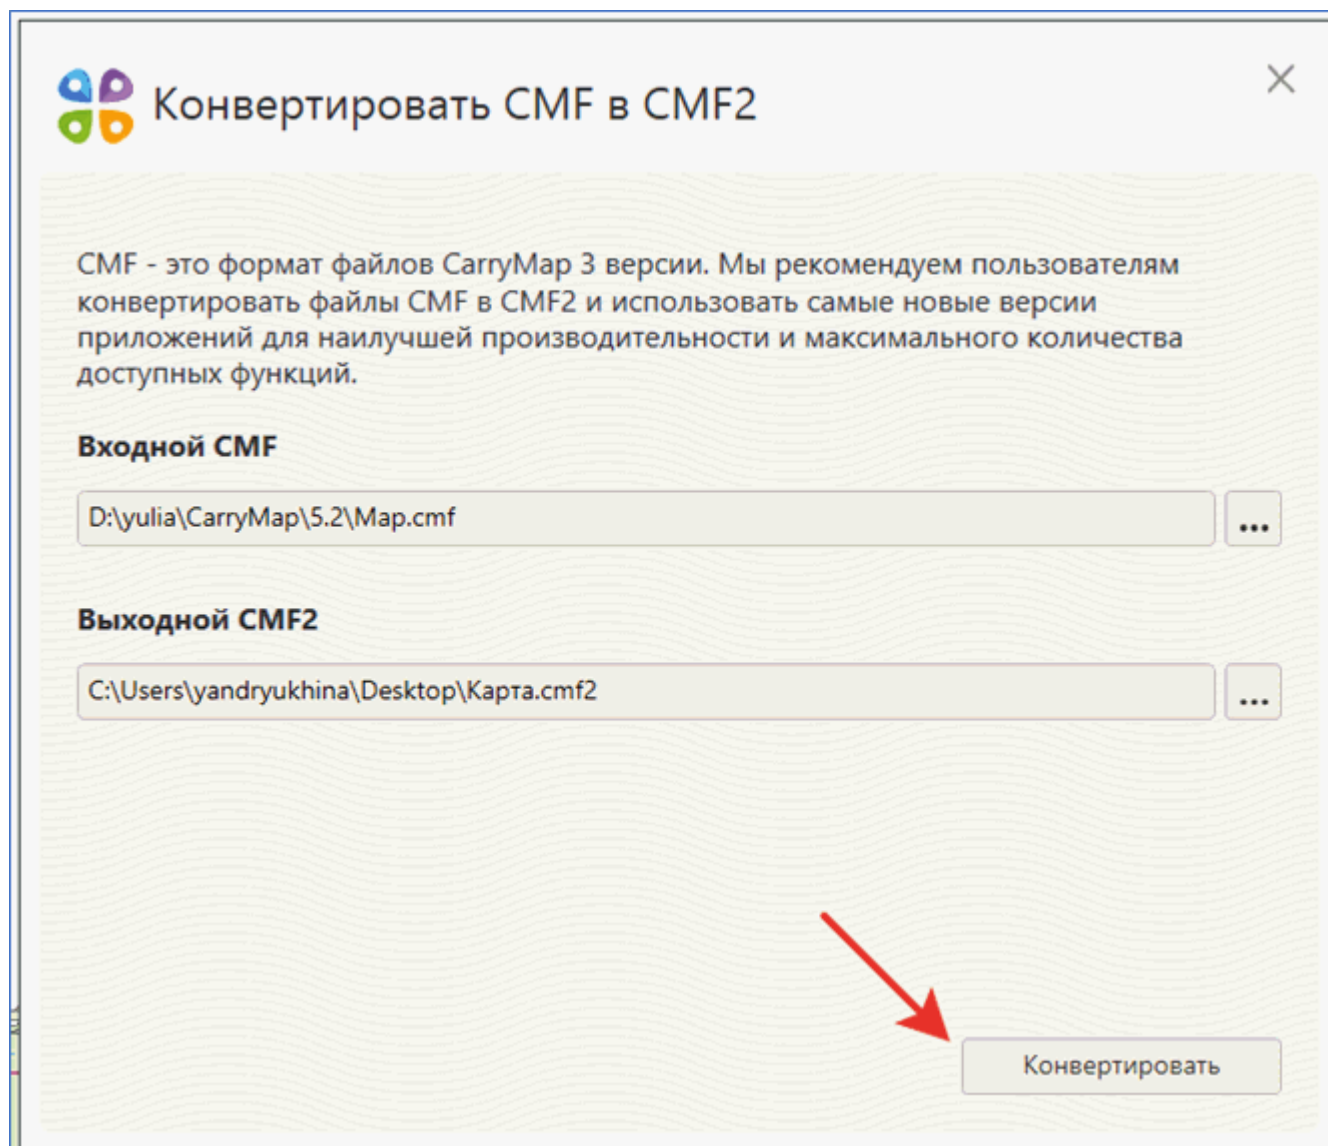 Конвертировать CMF в CMF2
CMF - это формат файлов CarryMap 3 версии. Мы рекомендуем пользователям
конвертировать файлы CMF в CMF2 и использовать самые новые версии
приложений для наилучшей производительности и максимального количества
доступных функций.
Входной CMF
D:\yulia\CarryMap\5.2\Map.cmf
...
Выходной CMF2
C:\Users\yandryukhina\Desktop\Карта.cmf2
...
Конвертировать